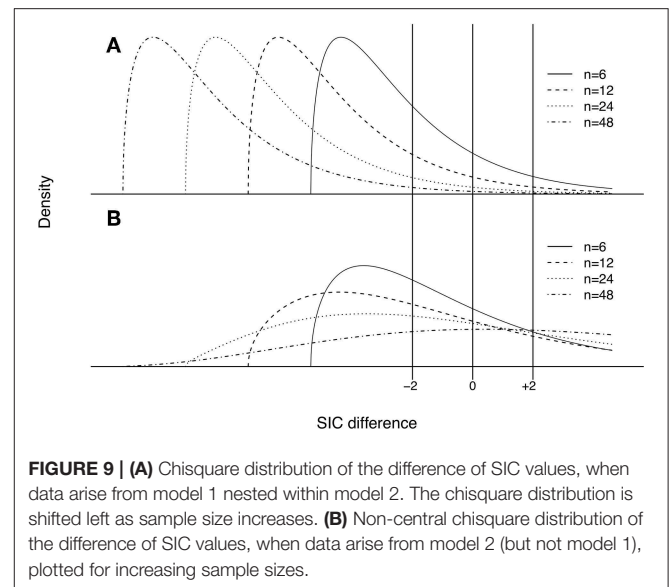 A
n=6
n=12
n=24
n=48
Density
B
n=6
n=12
n=24
n=48
−2
0
+2
SIC difference
FIGURE 9 | (A) Chisquare distribution of the difference of SIC values, when
data arise from model 1 nested within model 2. The chisquare distribution is
shifted left as sample size increases. (B) Non-central chisquare distribution of
the difference of SIC values, when data arise from model 2 (but not model 1),
plotted for increasing sample sizes.